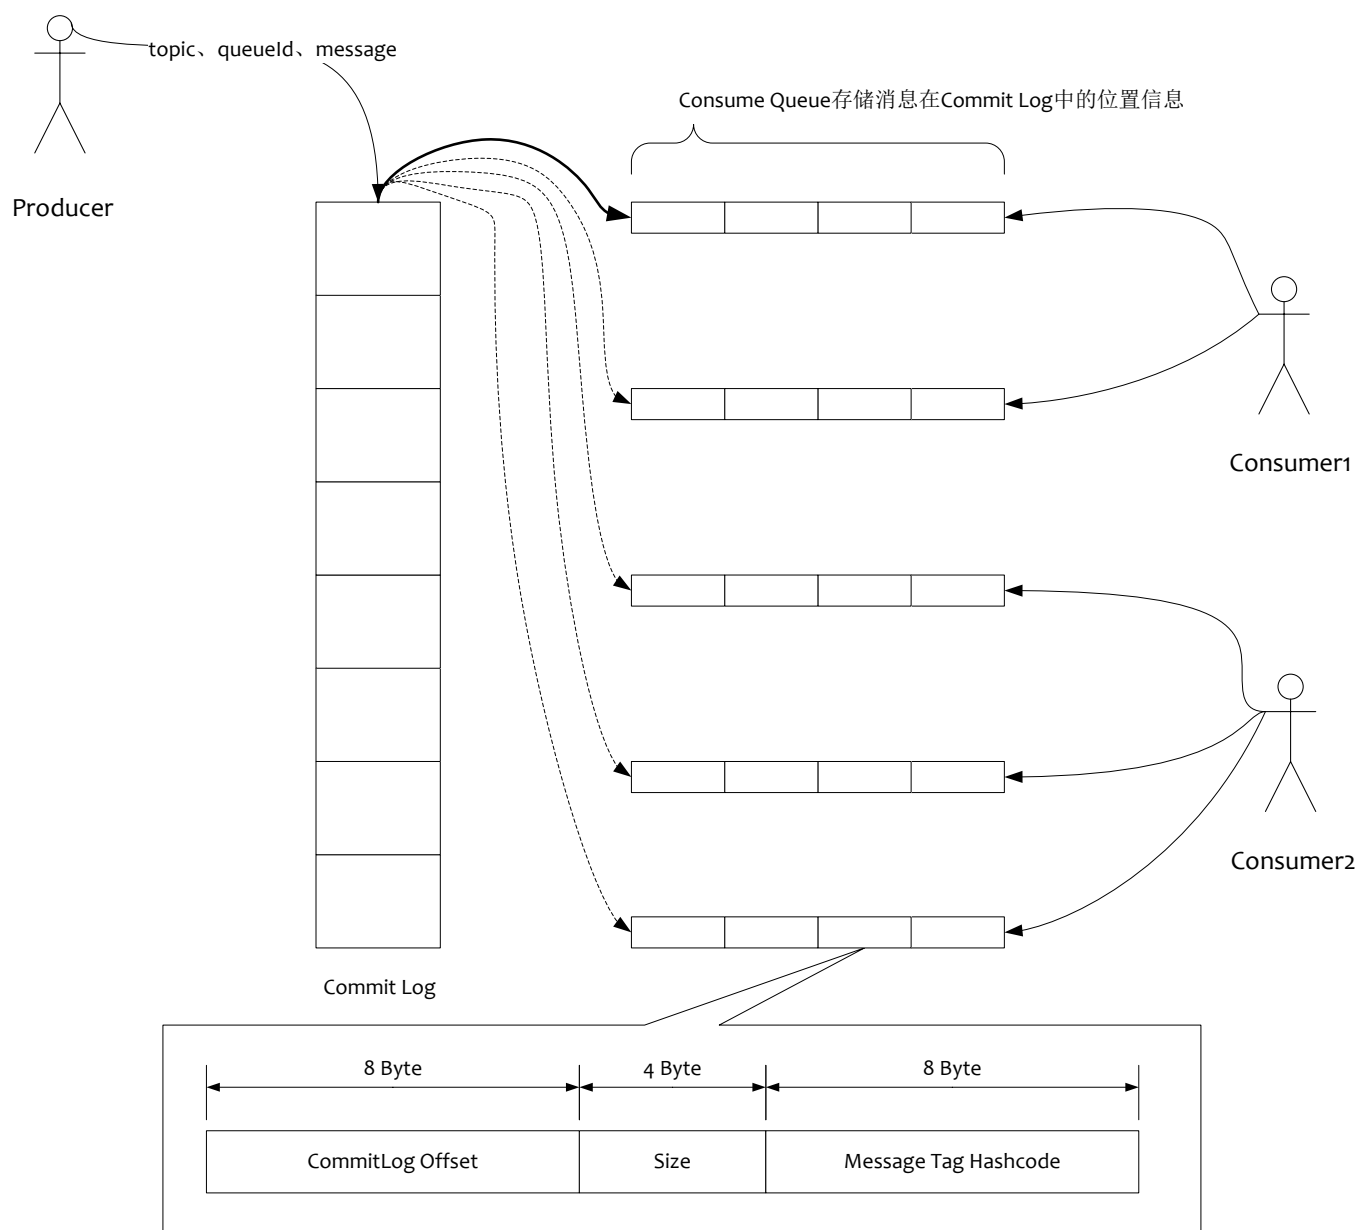 topic、queueId、message
Producer
Consume Queue存储消息在Commit Log中的位置信息
Consumer1
Consumer2
Commit Log
8 Byte
4 Byte
8 Byte
CommitLog Offset
Size
Message Tag Hashcode